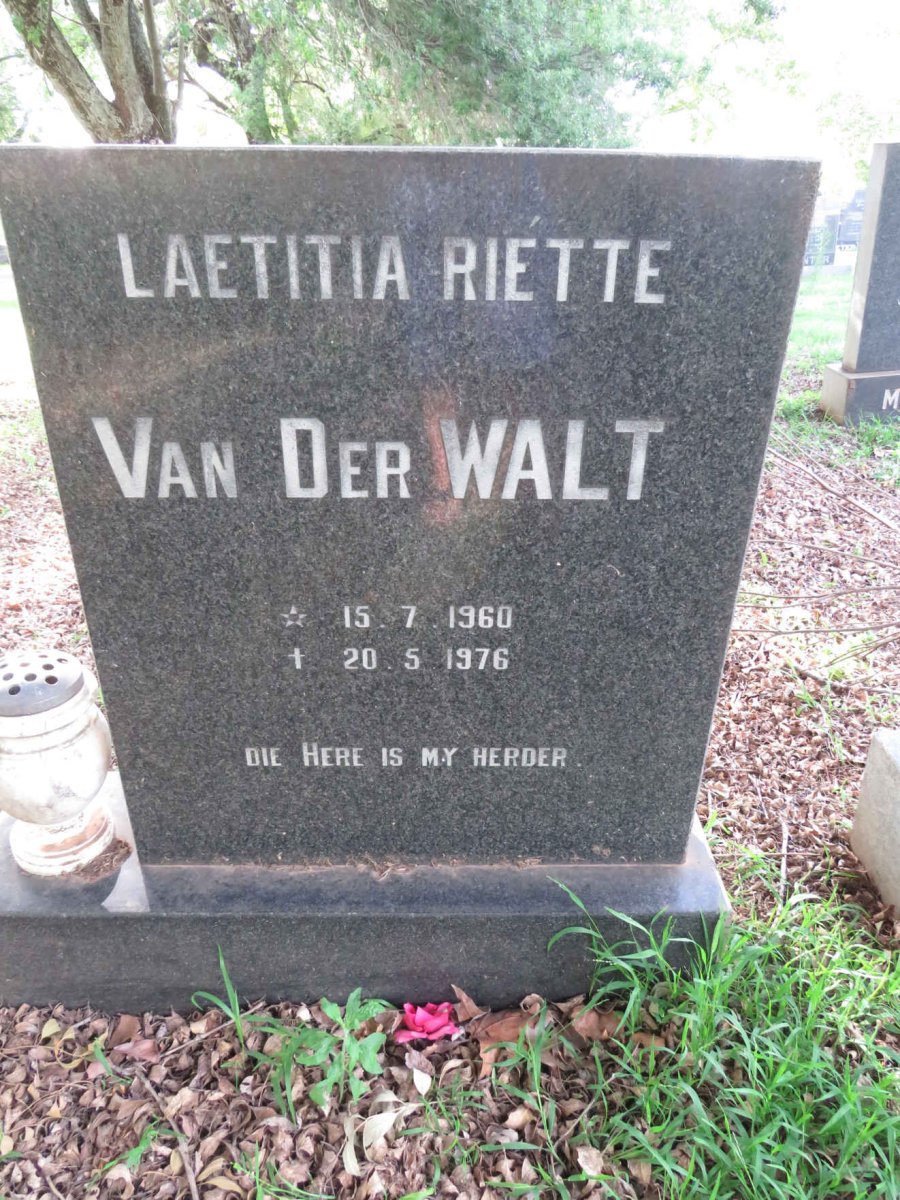 LAETITIA RIETTE
VAN DER WALT
☆ 15.7.1960
† 20.5.1976
DIE HERE IS MY HERDER.